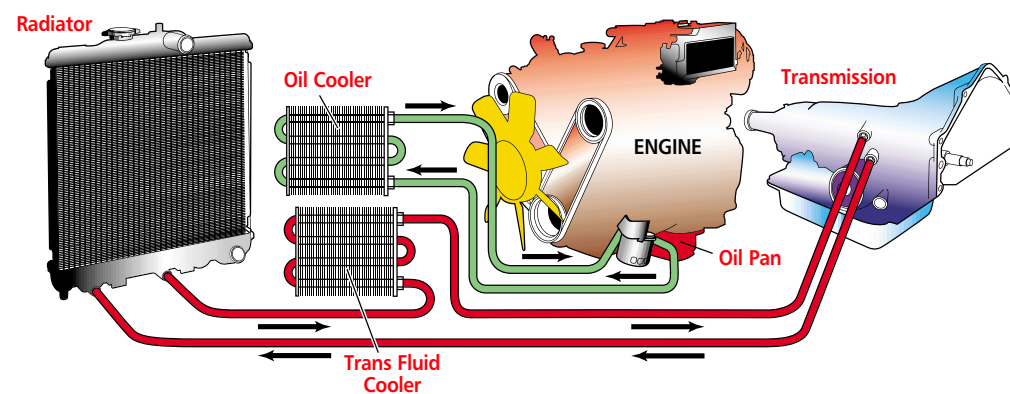 Radiator
Oil Cooler
Transmission
ENGINE
Oil Pan
Trans Fluid
Cooler